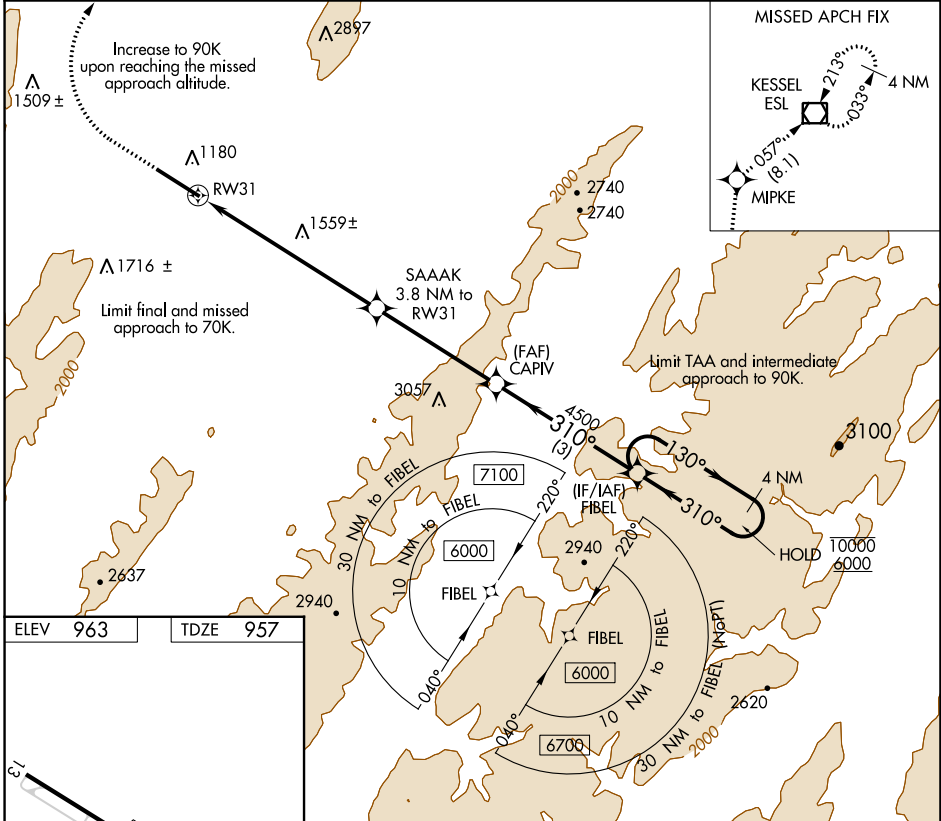 2897
Increase to 90K
upon reaching the missed
approach altitude.
1509 ±
MISSED APCH FIX
213°
4 NM
KESSEL
ESL
033°
057°
(8.1)
MIPKE
1180
RW31
1559 ±
2000
2740
2740
1716 ±
SAAAK
3.8 NM to
RW31
Limit final and missed
approach to 70K.
2000
(FAF)
CAPIV
Limit TAA and intermediate
approach to 90K.
3057
4500
310°
(3)
3100
130°
4 NM
310°
(IF/IAF)
FIBEL
HOLD
10000
6000
30 NM to FIBEL
7100
220°
10 NM to FIBEL
6000
FIBEL
040°
2940
220°
2637
2940
FIBEL
6000
10 NM to FIBEL
30 NM to FIBEL (NoPT)
040°
6700
2620
2000
ELEV 963
TDZE 957
13